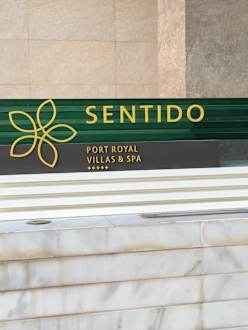 SENTIDO
PORT ROYAL
VILLAS & SPA
★★★★★